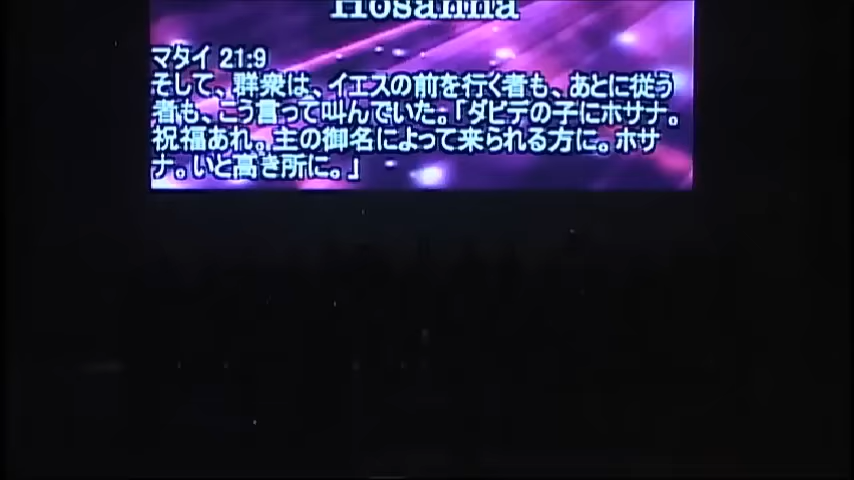 Hosanna
マタイ 21:9
そして、群衆は、イエスの前を行く者も、あとに従う
者も、こう言って叫んでいた。「ダビデの子にホサナ。
祝福あれ。主の御名によって来られる方に。ホサ
ナ。いと高き所に。」